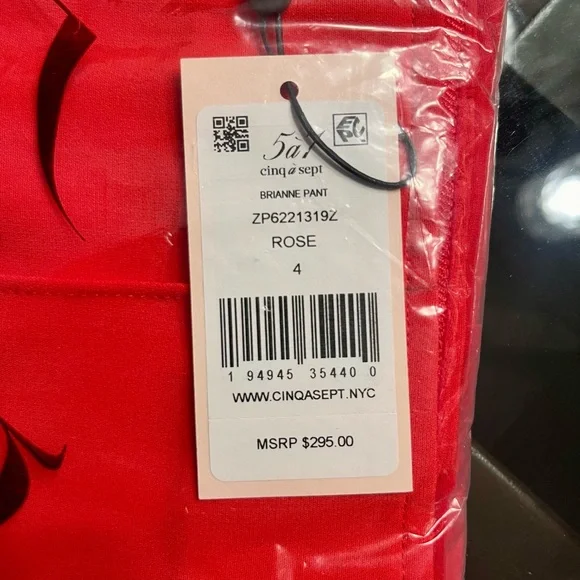 5à7
cinq à sept
BRIANNE PANT
ZP6221319Z
ROSE
4
1 94945 35440 0
WWW.CINQASEPT.NYC
MSRP $295.00